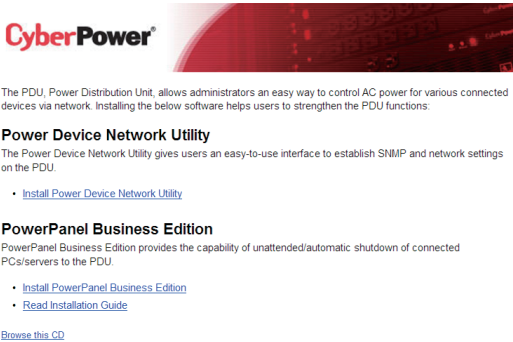 CyberPower®
The PDU, Power Distribution Unit, allows administrators an easy way to control AC power for various connected
devices via network. Installing the below software helps users to strengthen the PDU functions:
Power Device Network Utility
The Power Device Network Utility gives users an easy-to-use interface to establish SNMP and network settings
on the PDU.
• Install Power Device Network Utility
PowerPanel Business Edition
PowerPanel Business Edition provides the capability of unattended/automatic shutdown of connected
PCs/servers to the PDU.
• Install PowerPanel Business Edition
• Read Installation Guide
Browse this CD